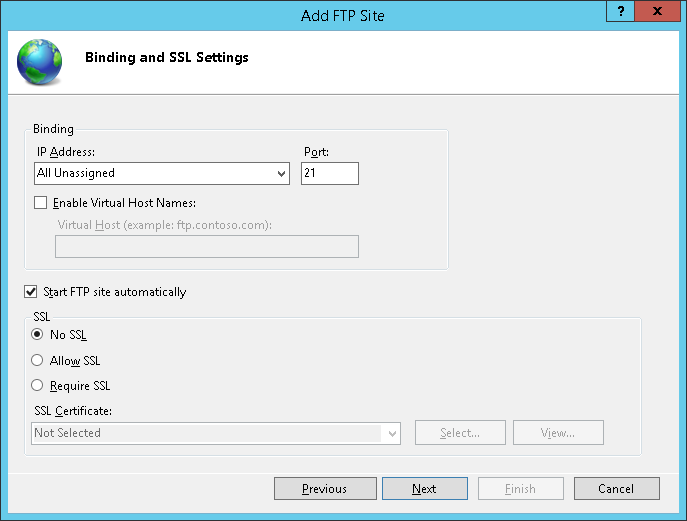 Add FTP Site
?
x
Binding and SSL Settings
Binding
IP Address:
Port:
All Unassigned
21
Enable Virtual Host Names:
Virtual Host (example: ftp.contoso.com):
Start FTP site automatically
SSL
No SSL
Allow SSL
Require SSL
SSL Certificate:
Not Selected
Select...
View...
Previous
Next
Finish
Cancel